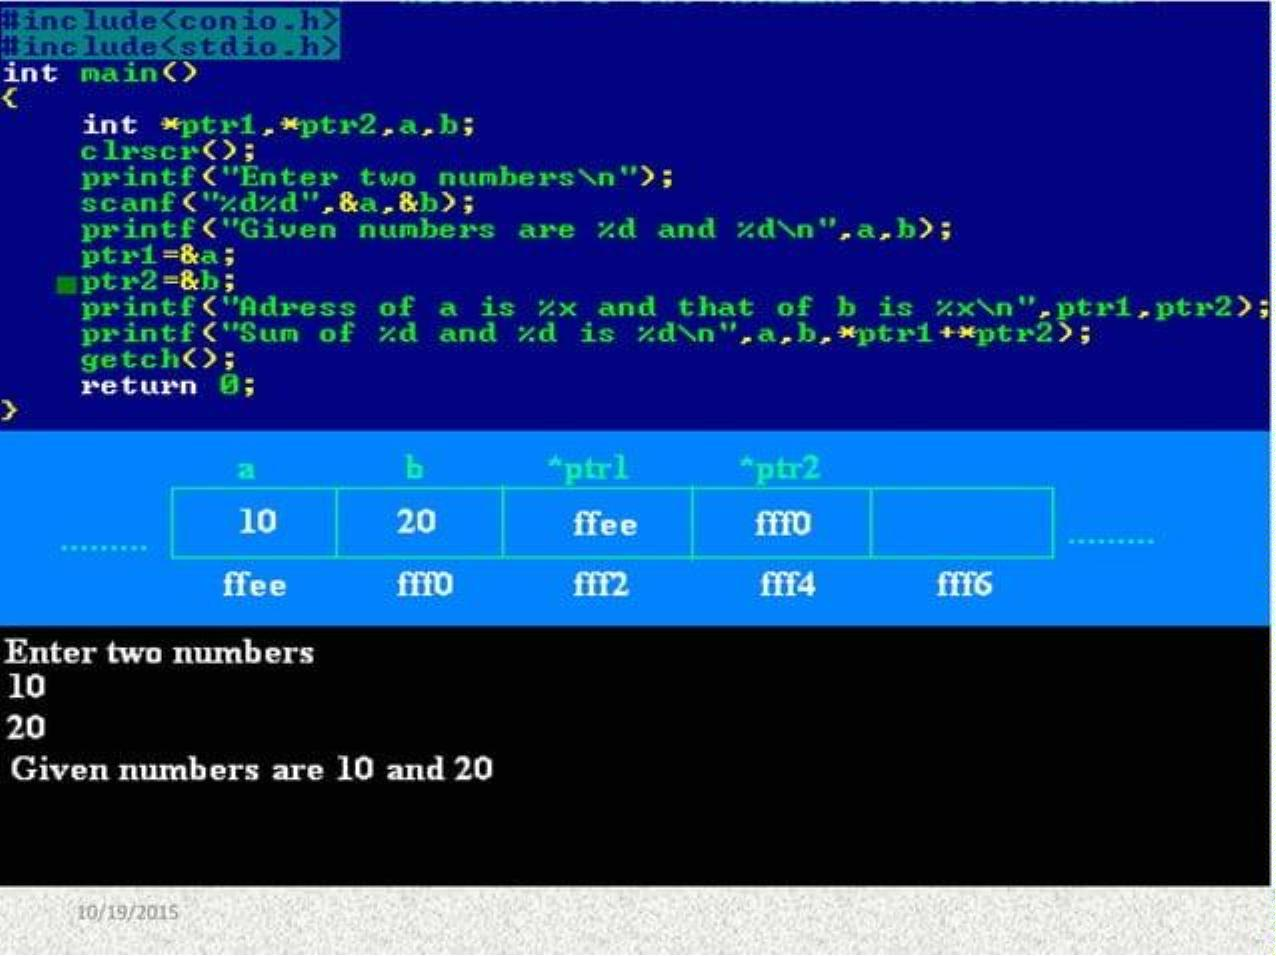 #include<conio.h>
#include<stdio.h>
int main()
{
int *ptr1,*ptr2,a,b;
clrscr();
printf("Enter two numbers\n");
scanf("%d%d",&a,&b);
printf("Given numbers are %d and %d\n",a,b);
ptr1=&a;
ptr2=&b;
printf("Adress of a is %x and that of b is %x\n",ptr1,ptr2);
printf("Sum of %d and %d is %d\n",a,b,*ptr1+*ptr2);
getch();
return 0;
}
a b *ptr1 *ptr2
......... 10 20 ffee fff0 .........
ffee fff0 fff2 fff4 fff6
Enter two numbers
10
20
Given numbers are 10 and 20
10/19/2015